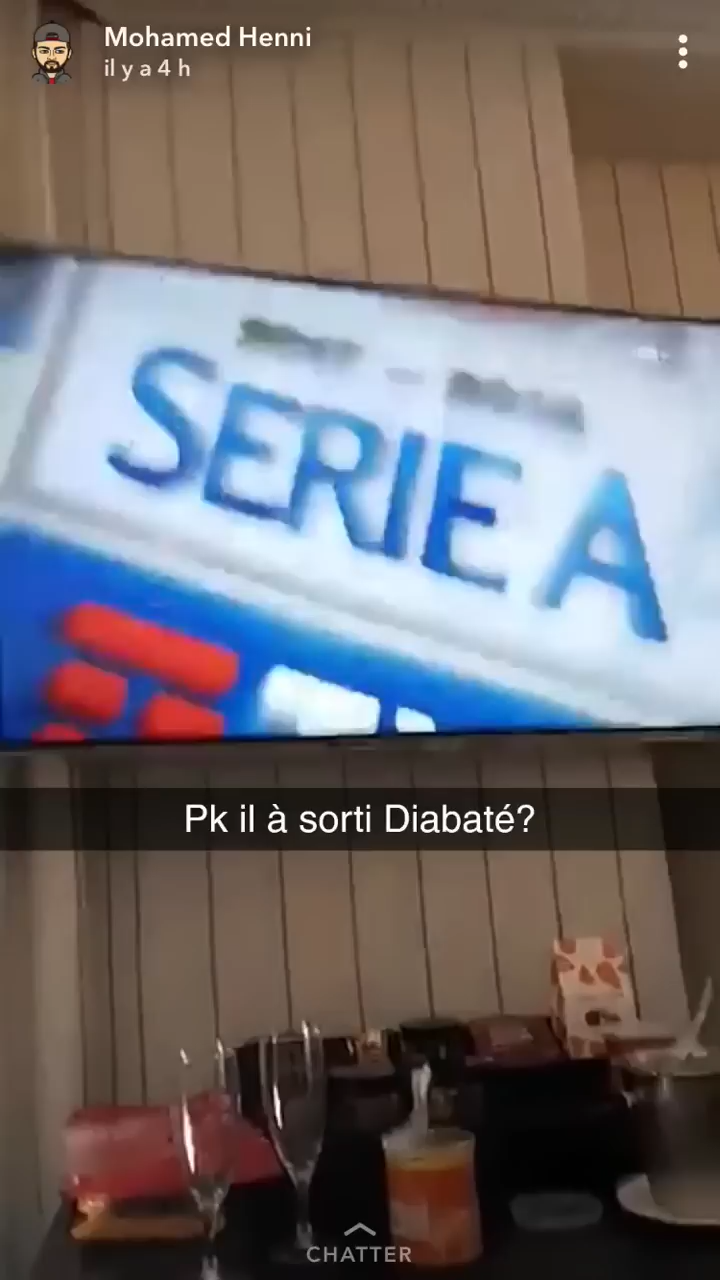 Mohamed Henni
il y a 4 h
SERIE A
Pk il à sorti Diabaté?
CHATTER